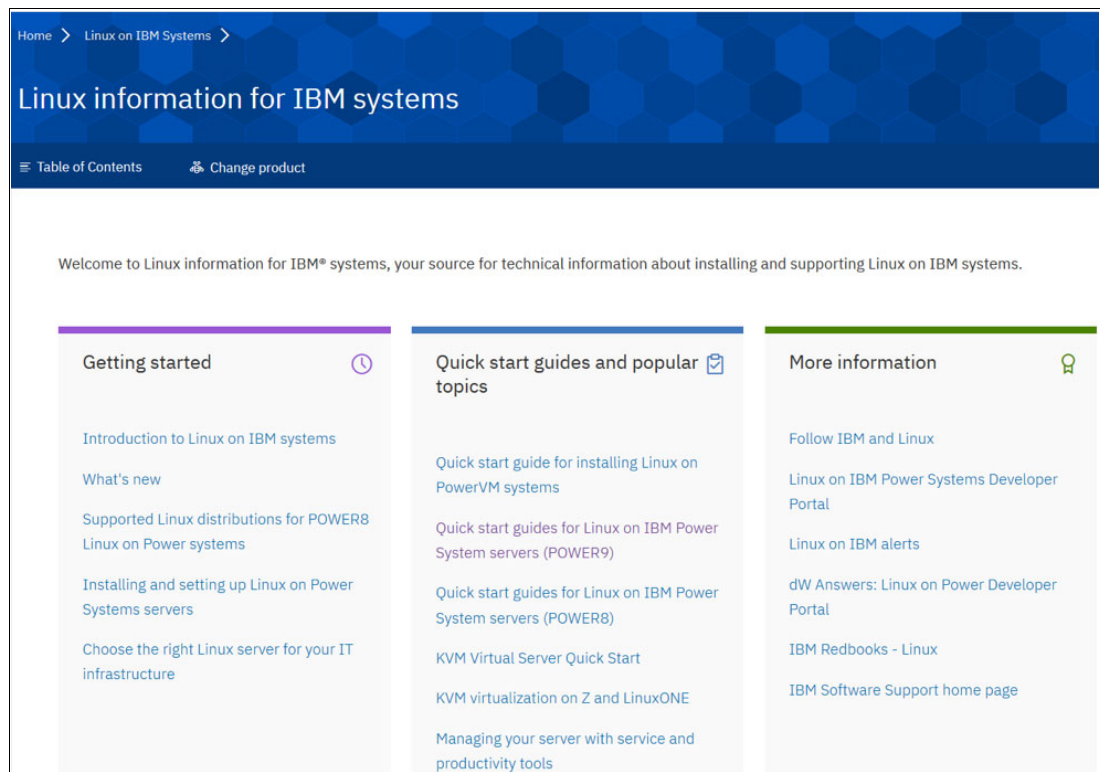 Home > Linux on IBM Systems >
Linux information for IBM systems
Table of Contents
Change product
Welcome to Linux information for IBM® systems, your source for technical information about installing and supporting Linux on IBM systems.
Getting started
Introduction to Linux on IBM systems
What's new
Supported Linux distributions for POWER8
Linux on Power systems
Installing and setting up Linux on Power
Systems servers
Choose the right Linux server for your IT
infrastructure
Quick start guides and popular
topics
Quick start guide for installing Linux on
PowerVM systems
Quick start guides for Linux on IBM Power
System servers (POWER9)
Quick start guides for Linux on IBM Power
System servers (POWER8)
KVM Virtual Server Quick Start
KVM virtualization on Z and LinuxONE
Managing your server with service and
productivity tools
More information
Follow IBM and Linux
Linux on IBM Power Systems Developer
Portal
Linux on IBM alerts
dW Answers: Linux on Power Developer
Portal
IBM Redbooks - Linux
IBM Software Support home page